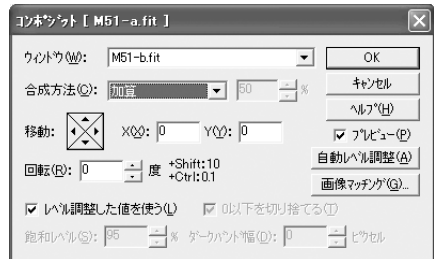 コンポジット [ M51-a.fit ]
ウィンドウ(W): M51-b.fit
OK
合成方法(C): 加算 50 %
キャンセル
ヘルプ(H)
移動: X(X): 0 Y(Y): 0
プレビュー(P)
回転(R): 0 度 +Shift:10
+Ctrl:0.1
自動レベル調整(A)
画像マッチング(G)...
レベル調整した値を使う(L) 0以下を切り捨てる(T)
飽和レベル(S): 95 % ダークバンド幅(D): 0 ピクセル